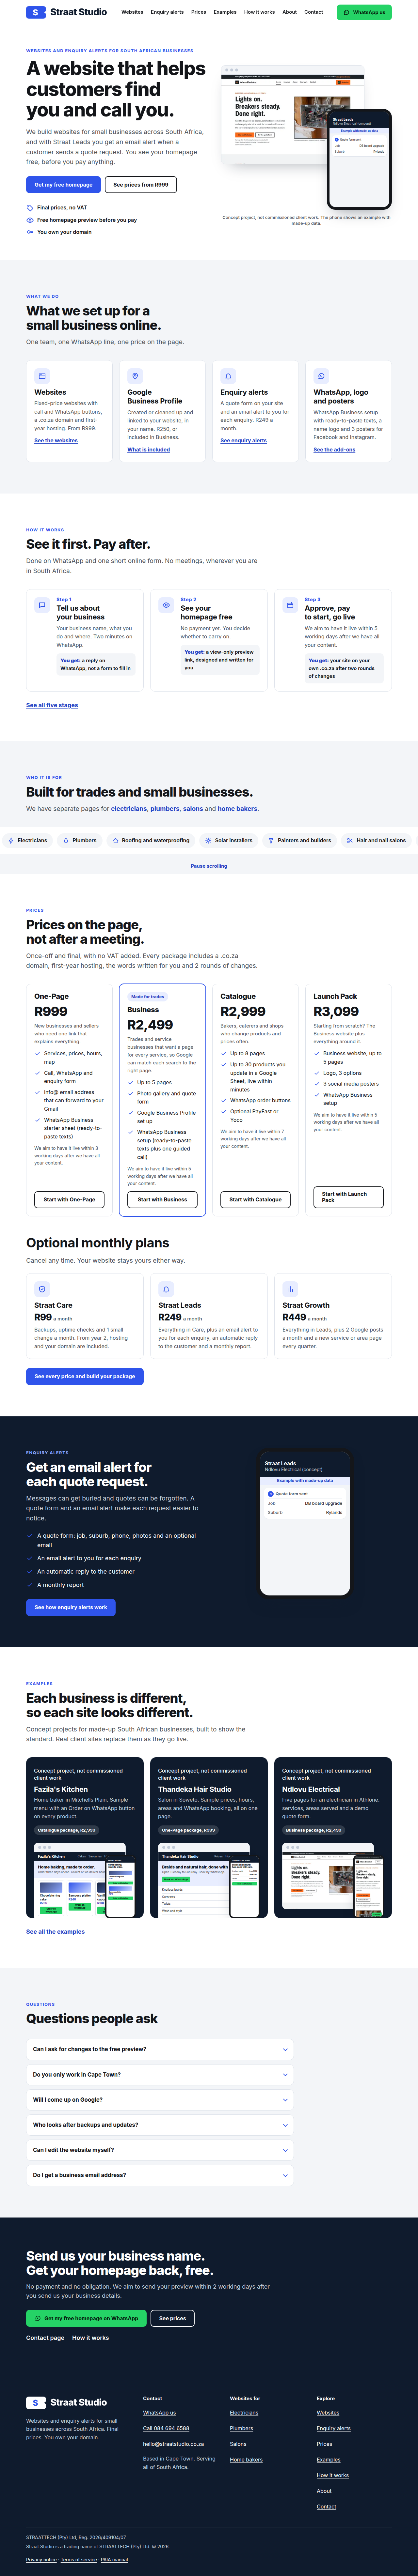 S Straat Studio
Websites Enquiry alerts Prices Examples How it works About Contact
WhatsApp us
WEBSITES AND ENQUIRY ALERTS FOR SOUTH AFRICAN BUSINESSES
A website that helps
customers find
you and call you.
We build websites for small businesses across South Africa,
and with Straat Leads you get an email alert when a
customer sends a quote request. You see your homepage
free, before you pay anything.
Get my free homepage
See prices from R999
Final prices, no VAT
Free homepage preview before you pay
You own your domain
Lights on.
Breakers steady.
Done right.
Straat Leads
Ndlovu Electrical (concept)
Example with made-up data
Quote form sent
Job DB board upgrade
Suburb Rylands
Concept project, not commissioned client work. The phone shows an example with
made-up data.
WHAT WE DO
What we set up for a
small business online.
One team, one WhatsApp line, one price on the page.
Websites
Fixed-price websites with
call and WhatsApp buttons,
a .co.za domain and first-
year hosting. From R999.
See the websites
Google
Business Profile
Created or cleaned up and
linked to your website, in
your name. R250, or
included in Business.
What is included
Enquiry alerts
A quote form on your site
and an email alert to you for
each enquiry. R249 a
month.
See enquiry alerts
WhatsApp, logo
and posters
WhatsApp Business setup
with ready-to-paste texts, a
name logo and 3 posters for
Facebook and Instagram.
See the add-ons
HOW IT WORKS
See it first. Pay after.
Done on WhatsApp and one short online form. No meetings, wherever you are
in South Africa.
Step 1
Tell us about
your business
Your business name, what you
do and where. Two minutes on
WhatsApp.
You get: a reply on
WhatsApp, not a form to fill in
Step 2
See your
homepage free
No payment yet. You decide
whether to carry on.
You get: a view-only preview
link, designed and written for
you
Step 3
Approve, pay
to start, go live
We aim to have it live within 5
working days after we have all
your content.
You get: your site on your
own .co.za after two rounds
of changes
See all five stages
WHO IT IS FOR
Built for trades and small businesses.
We have separate pages for electricians, plumbers, salons and home bakers.
Electricians
Plumbers
Roofing and waterproofing
Solar installers
Painters and builders
Hair and nail salons
Pause scrolling
PRICES
Prices on the page,
not after a meeting.
Once-off and final, with no VAT added. Every package includes a .co.za
domain, first-year hosting, the words written for you and 2 rounds of changes.
One-Page
R999
New businesses and sellers
who need one link that
explains everything.
Services, prices, hours,
map
Call, WhatsApp and
enquiry form
info@ email address
that can forward to your
Gmail
WhatsApp Business
starter sheet (ready-to-
paste texts)
We aim to have it live within 3
working days after we have all
your content.
Start with One-Page
Made for trades
Business
R2,499
Trades and service
businesses that want a page
for every service, so Google
can match each search to the
right page.
Up to 5 pages
Photo gallery and quote
form
Google Business Profile
set up
WhatsApp Business
setup (ready-to-paste
texts plus one guided
call)
We aim to have it live within 5
working days after we have all
your content.
Start with Business
Catalogue
R2,999
Bakers, caterers and shops
who change products and
prices often.
Up to 8 pages
Up to 30 products you
update in a Google
Sheet, live within
minutes
WhatsApp order buttons
Optional PayFast or
Yoco
We aim to have it live within 7
working days after we have all
your content.
Start with Catalogue
Launch Pack
R3,099
Starting from scratch? The
Business website plus
everything around it.
Business website, up to
5 pages
Logo, 3 options
3 social media posters
WhatsApp Business
setup
We aim to have it live within 5
working days after we have all
your content.
Start with Launch
Pack
Optional monthly plans
Cancel any time. Your website stays yours either way.
Straat Care
R99 a month
Backups, uptime checks and 1 small
change a month. From year 2, hosting
and your domain are included.
Straat Leads
R249 a month
Everything in Care, plus an email alert to
you for each enquiry, an automatic reply
to the customer and a monthly report.
Straat Growth
R449 a month
Everything in Leads, plus 2 Google posts
a month and a new service or area page
every quarter.
See every price and build your package
ENQUIRY ALERTS
Get an email alert for
each quote request.
Messages can get buried and quotes can be forgotten. A
quote form and an email alert make each request easier to
notice.
A quote form: job, suburb, phone, photos and an optional
email
An email alert to you for each enquiry
An automatic reply to the customer
A monthly report
See how enquiry alerts work
Straat Leads
Ndlovu Electrical (concept)
Example with made-up data
Quote form sent
Job DB board upgrade
Suburb Rylands
EXAMPLES
Each business is different,
so each site looks different.
Concept projects for made-up South African businesses, built to show the
standard. Real client sites replace them as they go live.
Concept project, not commissioned
client work
Fazila's Kitchen
Home baker in Mitchells Plain. Sample
menu with an Order on WhatsApp button
on every product.
Catalogue package, R2,999
Fazila's Kitchen
Home baking, made to order.
Concept project, not commissioned
client work
Thandeka Hair Studio
Salon in Soweto. Sample prices, hours,
areas and WhatsApp booking, all on one
page.
One-Page package, R999
Thandeka Hair Studio
Concept project, not commissioned
client work
Ndlovu Electrical
Five pages for an electrician in Athlone:
services, areas served and a demo
quote form.
Business package, R2,499
Lights on.
Breakers steady.
Done right.
See all the examples
QUESTIONS
Questions people ask
Can I ask for changes to the free preview?
Do you only work in Cape Town?
Will I come up on Google?
Who looks after backups and updates?
Can I edit the website myself?
Do I get a business email address?
Send us your business name.
Get your homepage back, free.
No payment and no obligation. We aim to send your preview within 2 working days after
you send us your business details.
Get my free homepage on WhatsApp
See prices
Contact page How it works
S Straat Studio
Websites and enquiry alerts for small
businesses across South Africa. Final
prices. You own your domain.
Contact
WhatsApp us
Call 084 694 6588
hello@straatstudio.co.za
Based in Cape Town. Serving
all of South Africa.
Websites for
Electricians
Plumbers
Salons
Home bakers
Explore
Websites
Enquiry alerts
Prices
Examples
How it works
About
Contact
STRAATTECH (Pty) Ltd, Reg. 2026/409104/07
Straat Studio is a trading name of STRAATTECH (Pty) Ltd. © 2026.
Privacy notice · Terms of service · PAIA manual